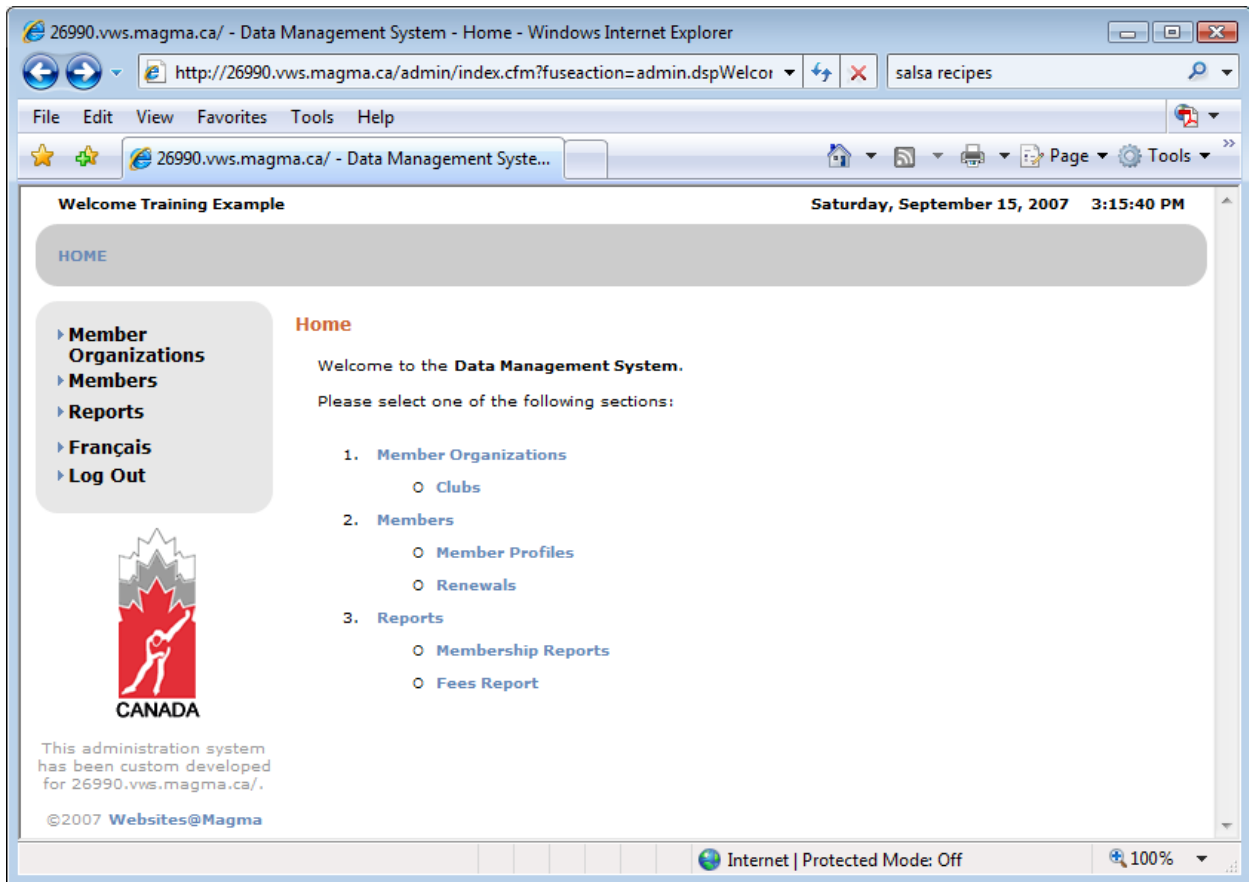 26990.vws.magma.ca/ - Data Management System - Home - Windows Internet Explorer
http://26990.vws.magma.ca/admin/index.cfm?fuseaction=admin.dspWelcor
salsa recipes
File Edit View Favorites Tools Help
26990.vws.magma.ca/ - Data Management Syste...
Page Tools
Welcome Training Example
Saturday, September 15, 2007 3:15:40 PM
HOME
Member
Organizations
Members
Reports
Français
Log Out
CANADA
This administration system
has been custom developed
for 26990.vws.magma.ca/.
©2007 Websites@Magma
Home
Welcome to the Data Management System.
Please select one of the following sections:
1. Member Organizations
o Clubs
2. Members
o Member Profiles
o Renewals
3. Reports
o Membership Reports
o Fees Report
Internet | Protected Mode: Off
100%